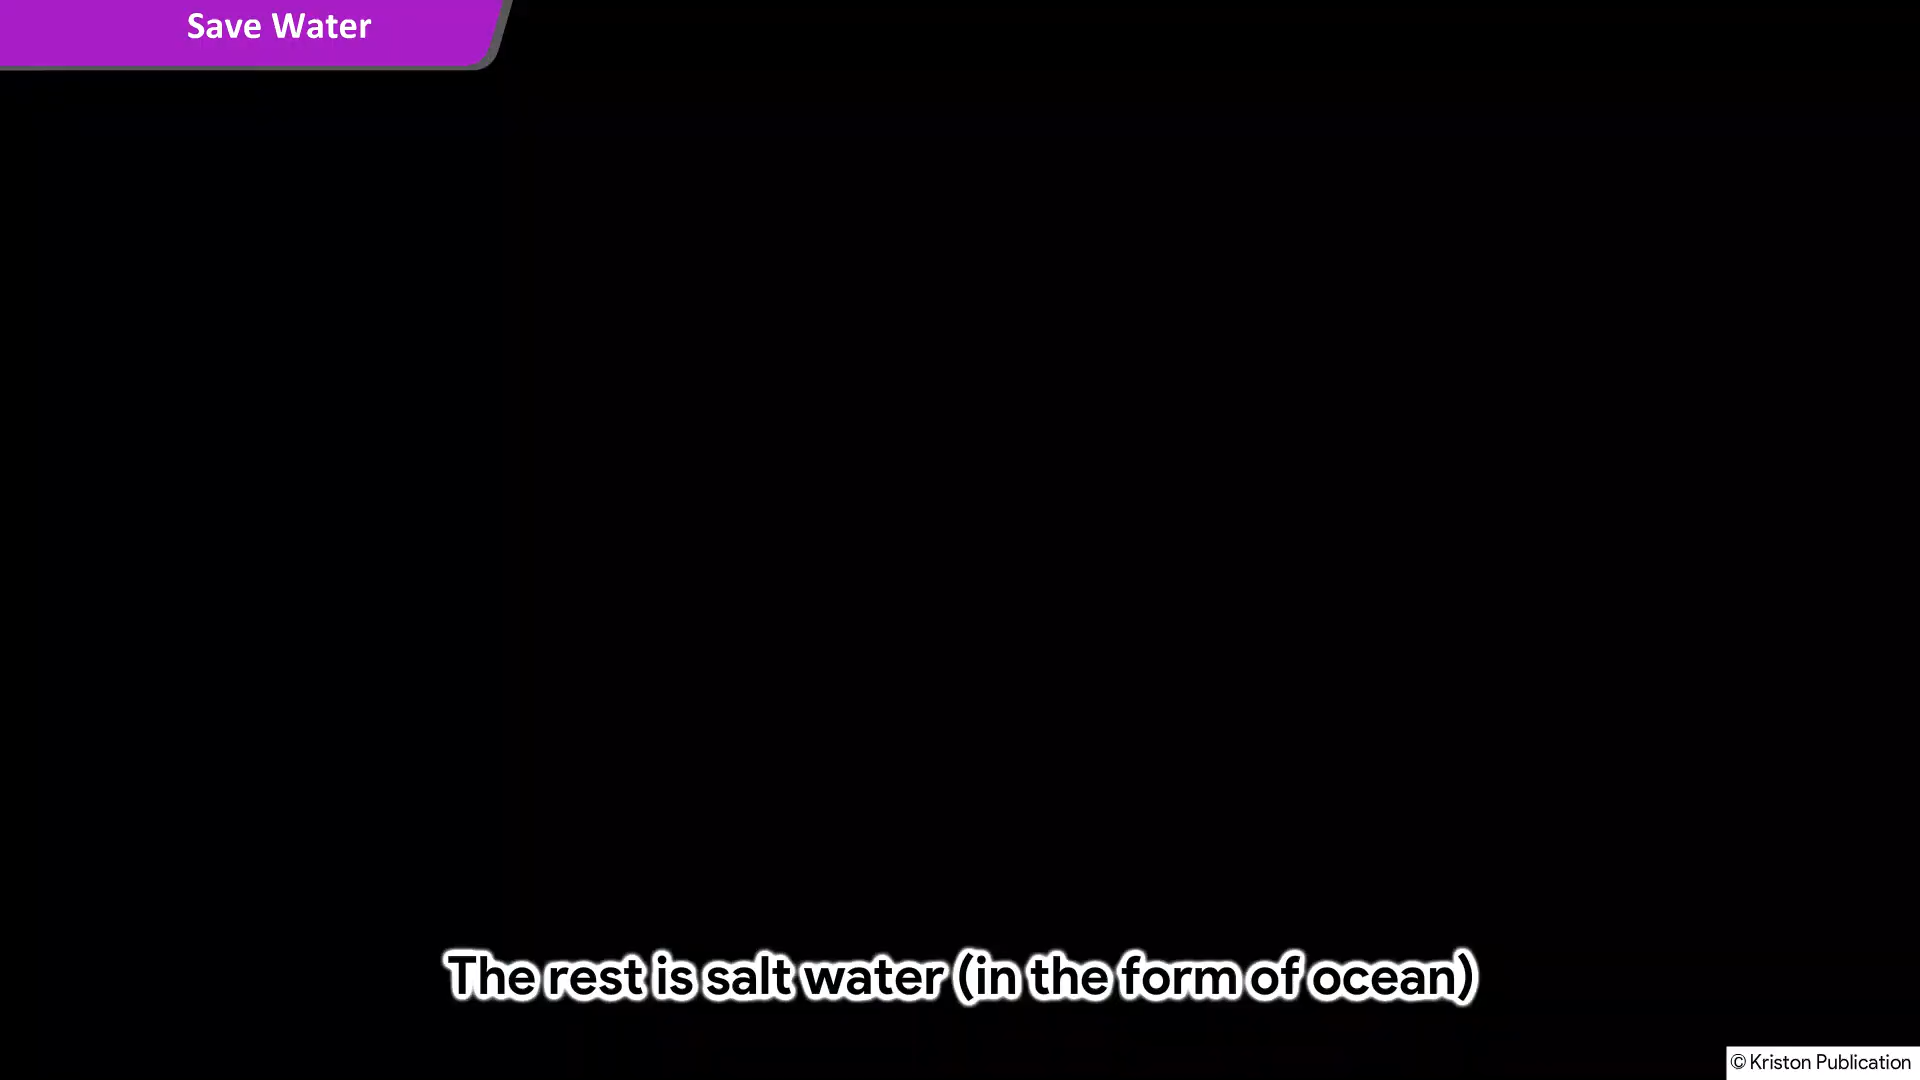 Save Water
The rest is salt water (in the form of ocean)
© Kriston Publication